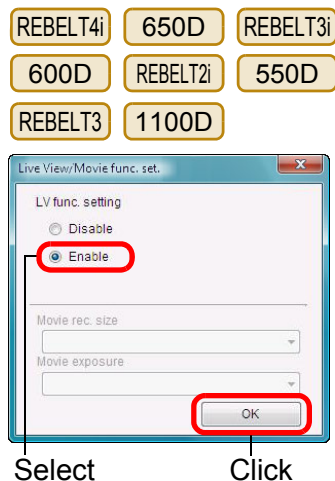 REBELT4i 650D REBELT3i
600D REBELT2i 550D
REBELT3 1100D
Live View/Movie func. set.
LV func. setting
Disable
Enable
Movie rec. size
Movie exposure
OK
Select Click